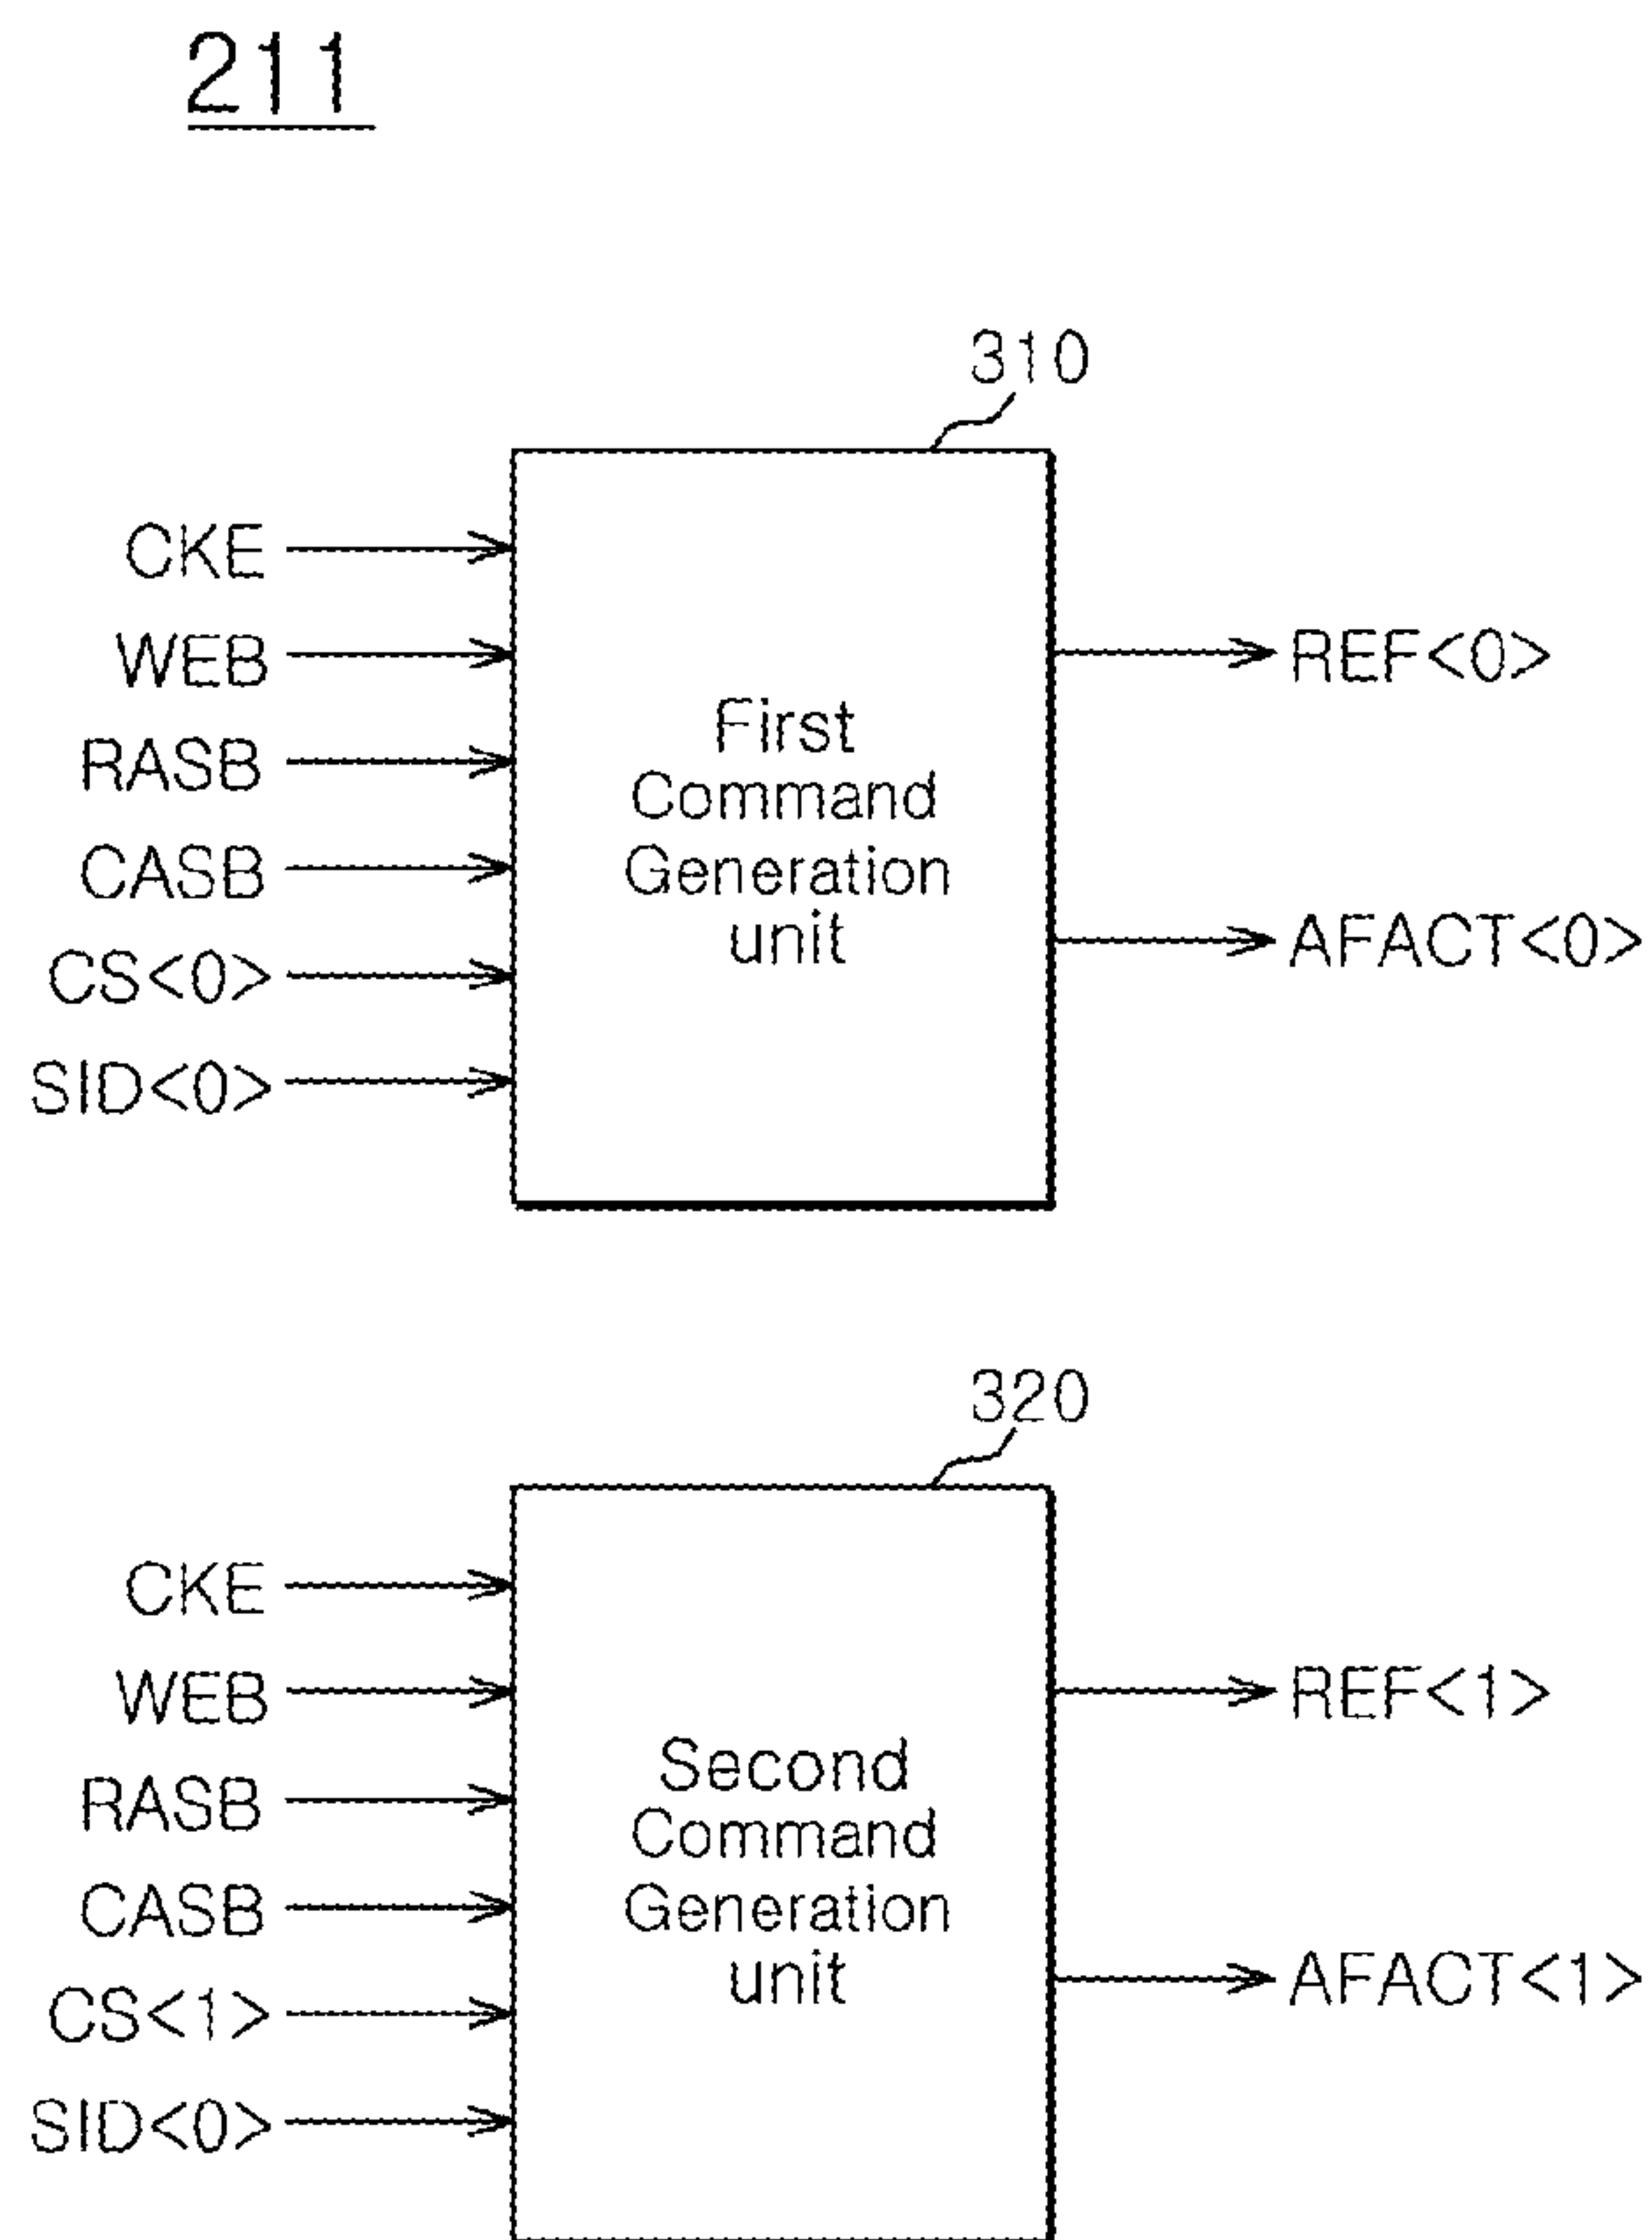 211
310
CKE
WEB
RASB
CASB
CS<0>
SID<0>
First
Command
Generation
unit
REF<0>
AFACT<0>
320
CKE
WEB
RASB
CASB
CS<1>
SID<0>
Second
Command
Generation
unit
REF<1>
AFACT<1>